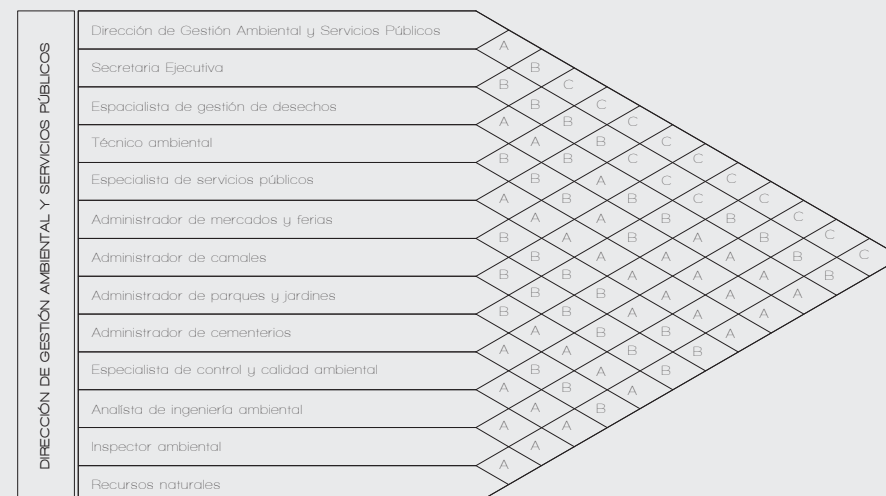 DIRECCIÓN DE GESTIÓN AMBIENTAL Y SERVICIOS PÚBLICOS
Dirección de Gestión Ambiental y Servicios Públicos
A
Secretaria Ejecutiva
B
B C
B C
Espacialista de gestión de desechos
A B C
Técnico ambiental
A B C
B B C C
Especialista de servicios públicos
B A C C
A B B C C
Administrador de mercados y ferias
A A B B C
B A B A B C
Administrador de camales
B A A A B C
B B A A A B
Administrador de parques y jardines
B B A A A
B B A A A
Administrador de cementerios
A B B A
A A B B
Especialista de control y calidad ambiental
B A B
A B A
Analista de ingeniería ambiental
A B
A A
Inspector ambiental
A
A
Recursos naturales